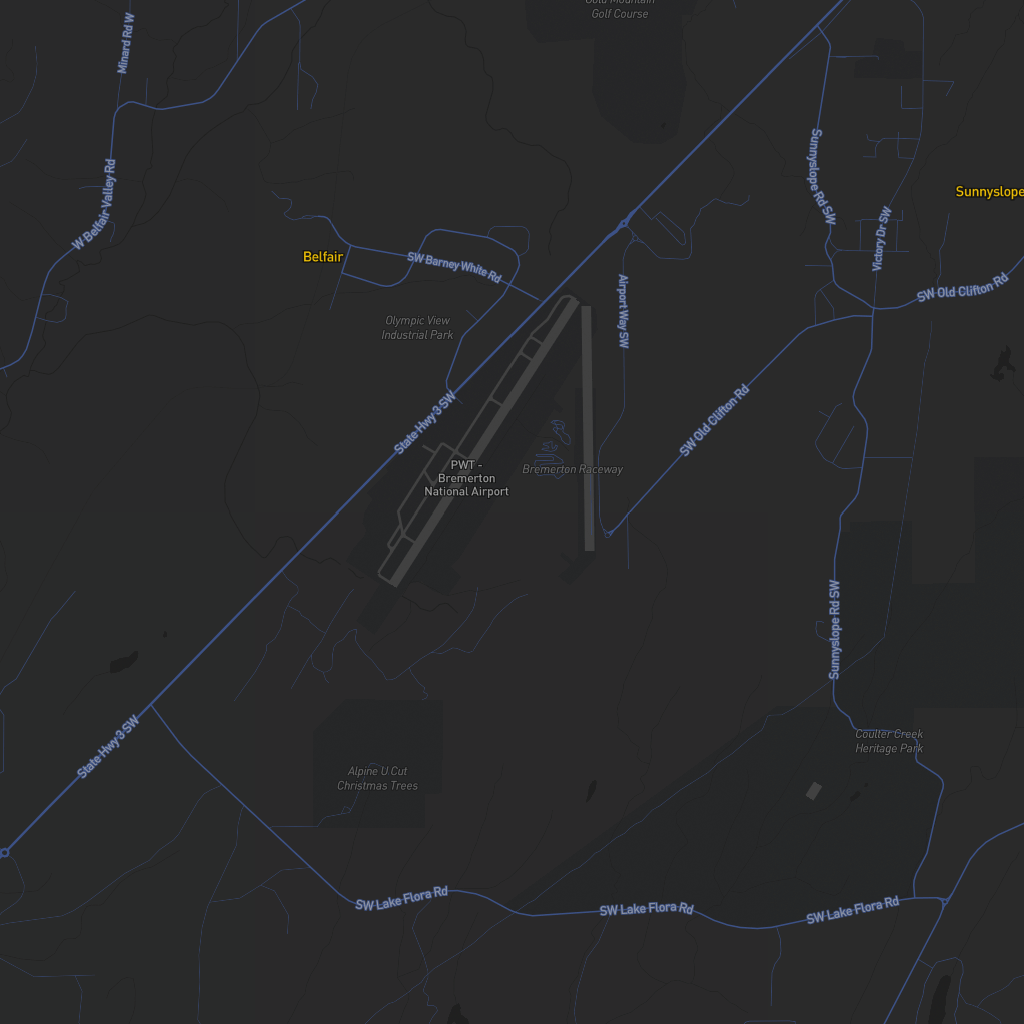 Gold Mountain
Golf Course
Minard Rd W
Sunnyslope Rd SW
W Belfair Valley Rd
Sunnyslope
Victory Dr SW
Belfair
SW Barney White Rd
SW Old Clifton Rd
Airport Way SW
Olympic View
Industrial Park
State Hwy 3 SW
SW Old Clifton Rd
PWT -
Bremerton
National Airport
Bremerton Raceway
Sunnyslope Rd SW
State Hwy 3 SW
Coulter Creek
Heritage Park
Alpine U Cut
Christmas Trees
SW Lake Flora Rd
SW Lake Flora Rd
SW Lake Flora Rd